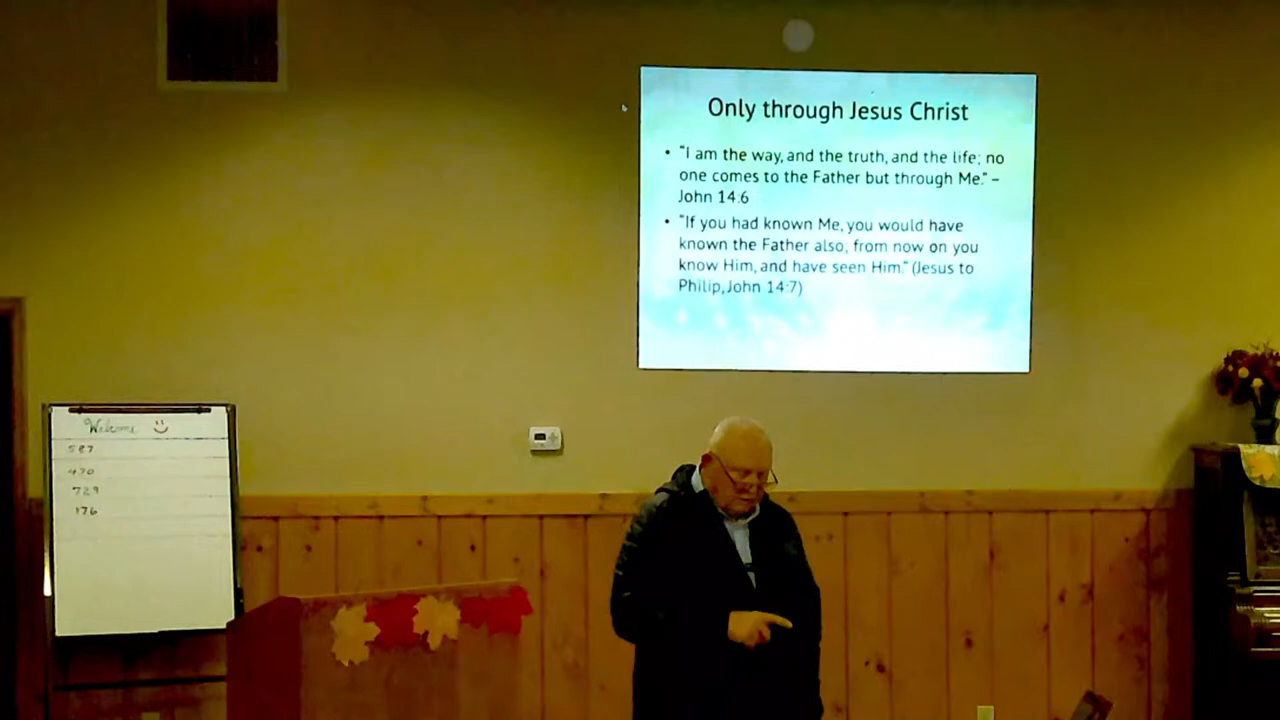 Only through Jesus Christ
• "I am the way, and the truth, and the life; no
one comes to the Father but through Me." –
John 14:6
• "If you had known Me, you would have
known the Father also; from now on you
know Him, and have seen Him." (Jesus to
Philip, John 14:7)
Welcome
587
470
729
176